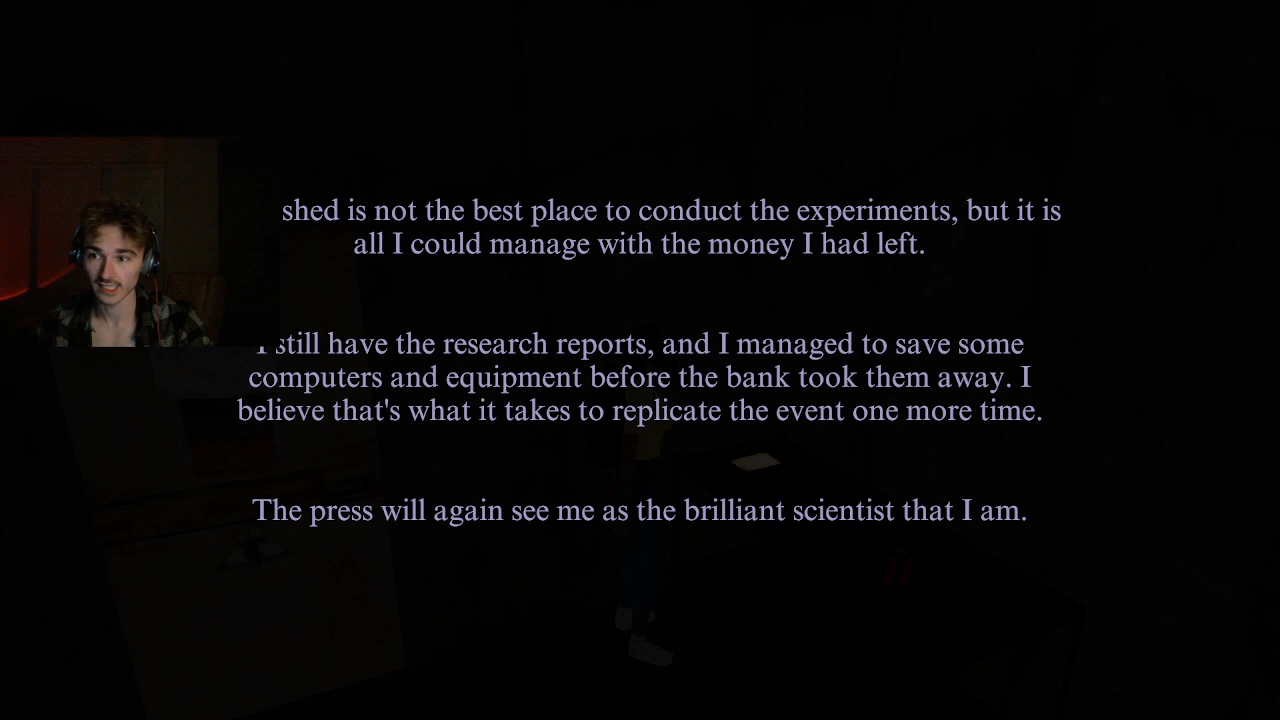 shed is not the best place to conduct the experiments, but it is
all I could manage with the money I had left.
I still have the research reports, and I managed to save some
computers and equipment before the bank took them away. I
believe that's what it takes to replicate the event one more time.
The press will again see me as the brilliant scientist that I am.